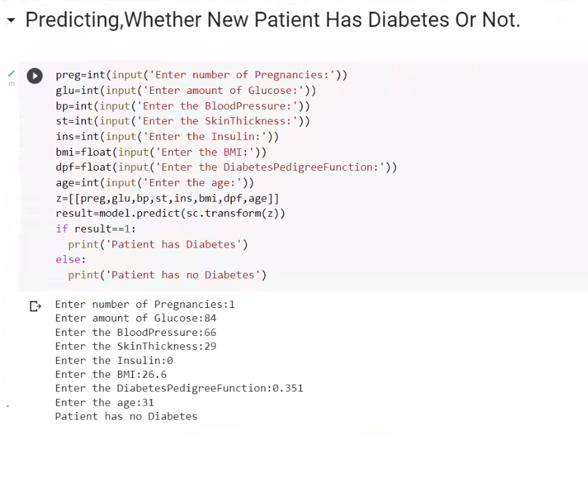 Predicting,Whether New Patient Has Diabetes Or Not.
preg=int(input('Enter number of Pregnancies:'))
glu=int(input('Enter amount of Glucose:'))
bp=int(input('Enter the BloodPressure:'))
st=int(input('Enter the SkinThickness:'))
ins=int(input('Enter the Insulin:'))
bmi=float(input('Enter the BMI:'))
dpf=float(input('Enter the DiabetesPedigreeFunction:'))
age=int(input('Enter the age:'))
z=[[preg,glu,bp,st,ins,bmi,dpf,age]]
result=model.predict(sc.transform(z))
if result==1:
  print('Patient has Diabetes')
else:
  print('Patient has no Diabetes')
Enter number of Pregnancies:1
Enter amount of Glucose:84
Enter the BloodPressure:66
Enter the SkinThickness:29
Enter the Insulin:0
Enter the BMI:26.6
Enter the DiabetesPedigreeFunction:0.351
Enter the age:31
Patient has no Diabetes